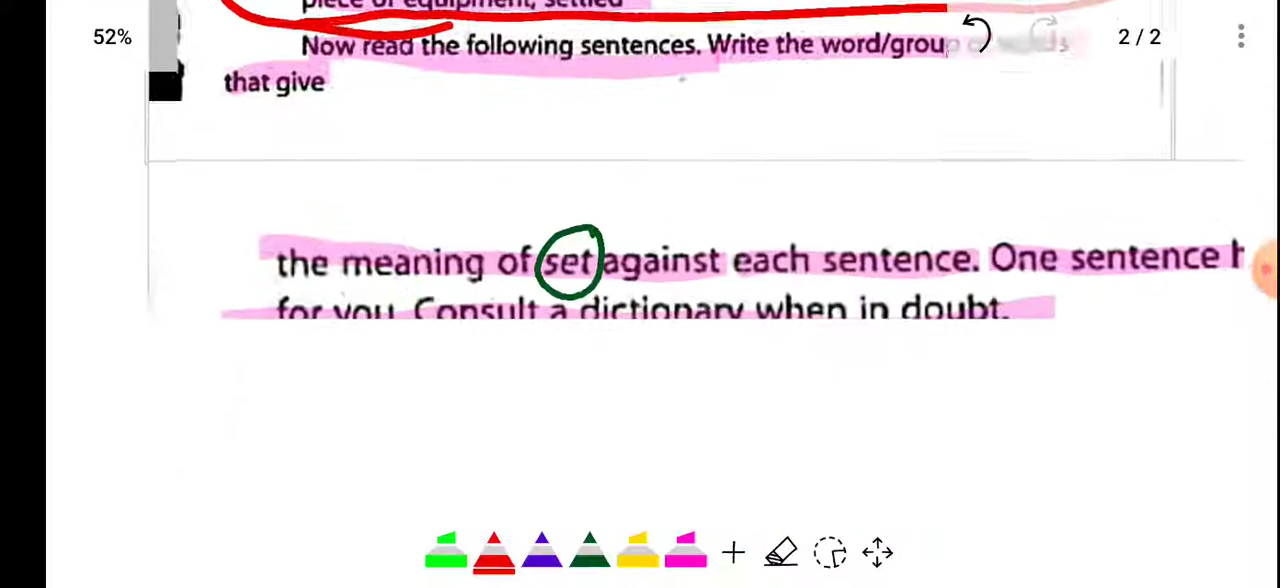 piece of equipment, settled
52%
Now read the following sentences. Write the word/grou
2 / 2
that give
the meaning of set against each sentence. One sentence h
for you. Consult a dictionary when in doubt.